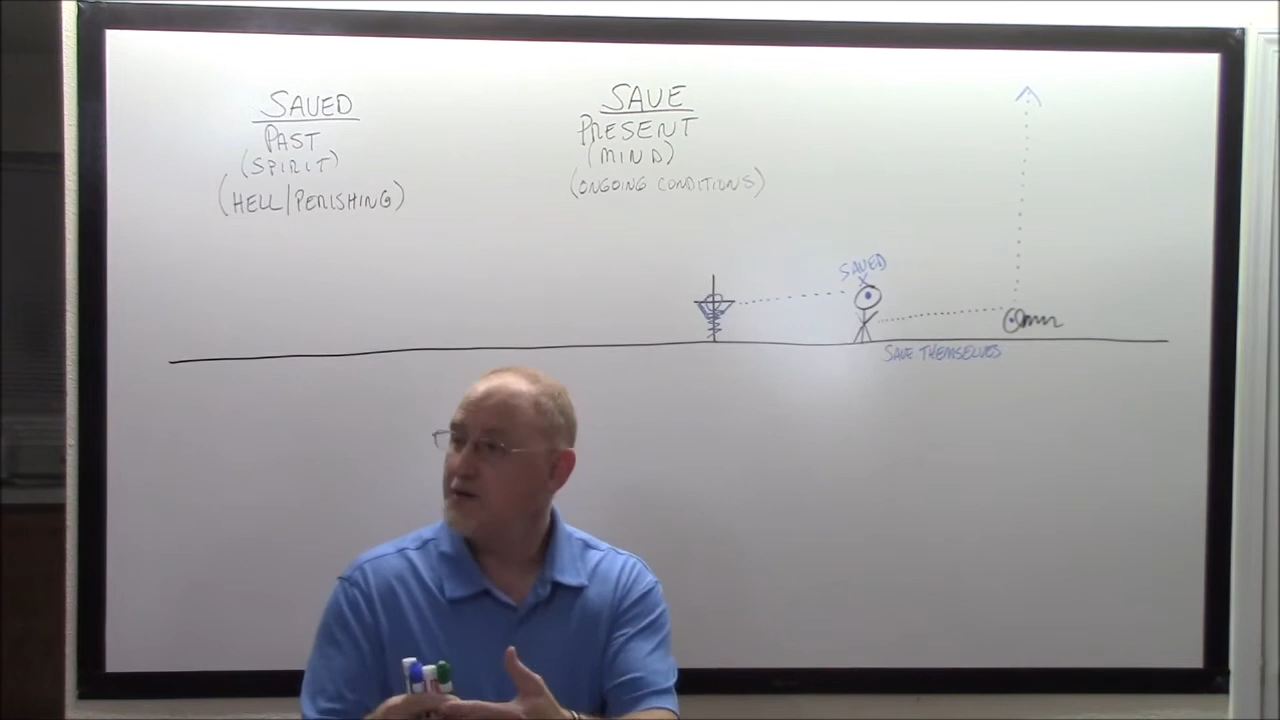 SAVED
PAST
(SPIRIT)
(HELL/PERISHING)
SAVE
PRESENT
(MIND)
(ONGOING CONDITIONS)
SAVED
SAVE THEMSELVES